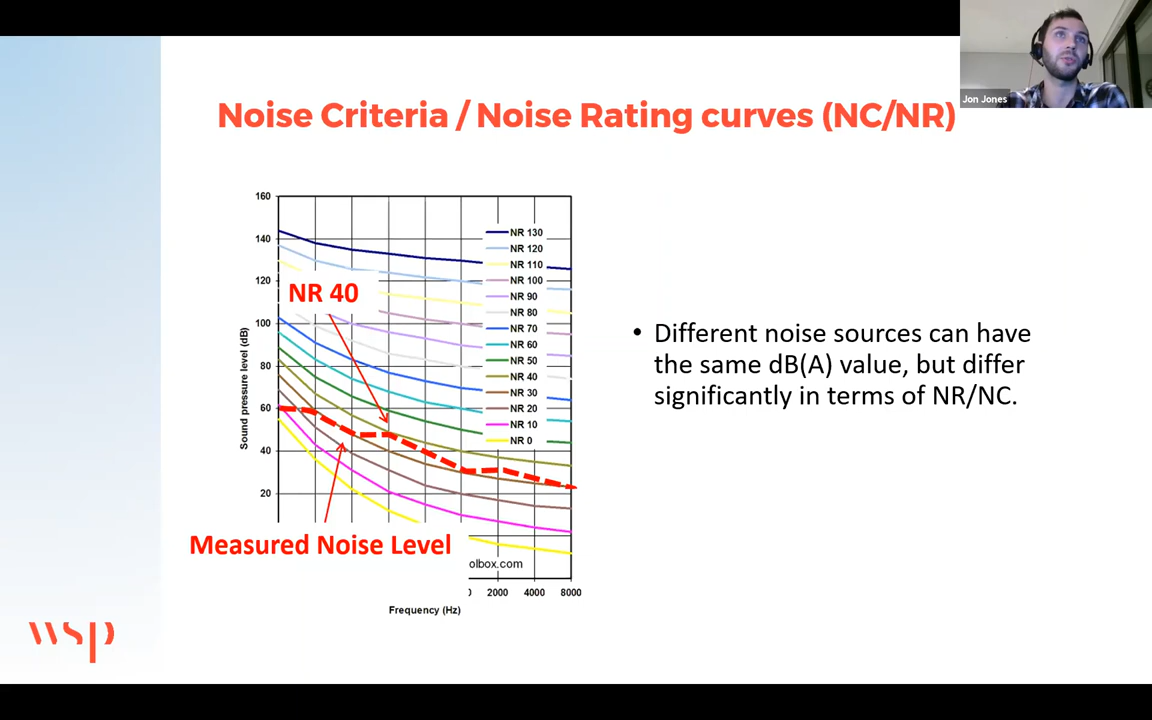 Jon Jones
Noise Criteria / Noise Rating curves (NC/NR)
160
140
120
100
80
60
40
20
Sound pressure level (dB)
NR 130
NR 120
NR 110
NR 100
NR 90
NR 80
NR 70
NR 60
NR 50
NR 40
NR 30
NR 20
NR 10
NR 0
NR 40
Measured Noise Level
olbox.com
0 2000 4000 8000
Frequency (Hz)
• Different noise sources can have
the same dB(A) value, but differ
significantly in terms of NR/NC.
wsp